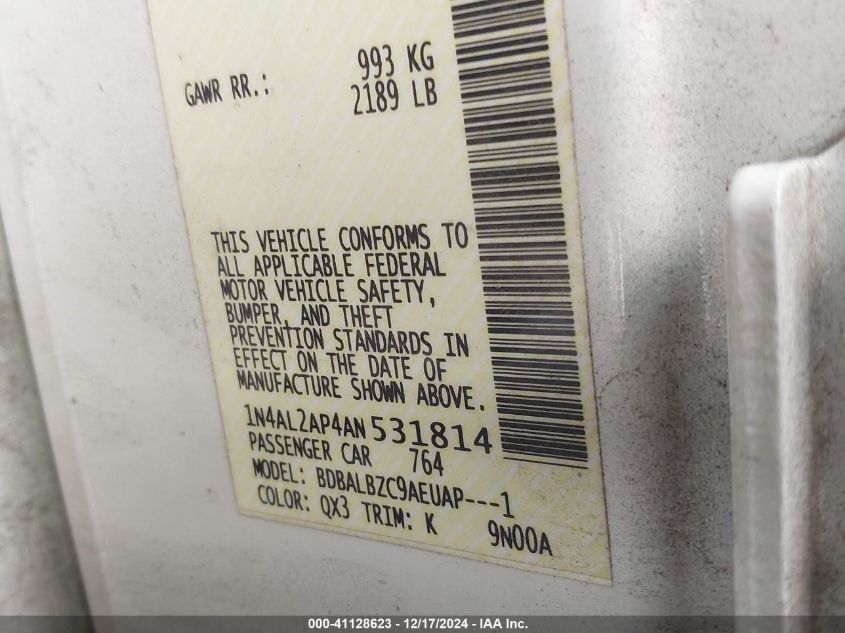 GAWR RR.: 993 KG
2189 LB
THIS VEHICLE CONFORMS TO
ALL APPLICABLE FEDERAL
MOTOR VEHICLE SAFETY,
BUMPER, AND THEFT
PREVENTION STANDARDS IN
EFFECT ON THE DATE OF
MANUFACTURE SHOWN ABOVE.
1N4AL2AP4AN531814
PASSENGER CAR 764
MODEL: BDBALBZC9AEUAP---1
COLOR: QX3 TRIM: K 9N00A
000-41128623 - 12/17/2024 - IAA Inc.